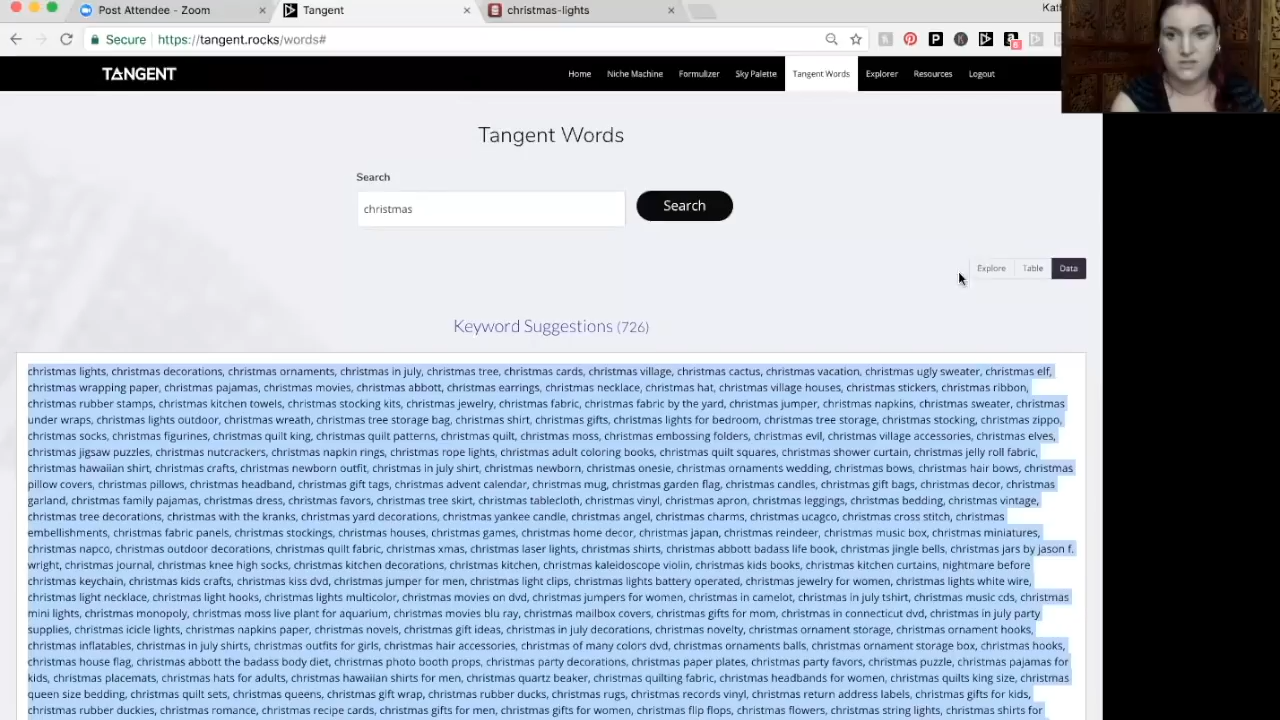 Post Attendee - Zoom
Tangent
christmas-lights
Kath
Secure
https://tangent.rocks/words#
TANGENT
Home
Niche Machine
Formulizer
Sky Palette
Tangent Words
Explorer
Resources
Logout
Tangent Words
Search
christmas
Search
Explore
Table
Data
Keyword Suggestions (726)
christmas lights, christmas decorations, christmas ornaments, christmas in july, christmas tree, christmas cards, christmas village, christmas cactus, christmas vacation, christmas ugly sweater, christmas elf,
christmas wrapping paper, christmas pajamas, christmas movies, christmas abbott, christmas earrings, christmas necklace, christmas hat, christmas village houses, christmas stickers, christmas ribbon,
christmas rubber stamps, christmas kitchen towels, christmas stocking kits, christmas jewelry, christmas fabric, christmas fabric by the yard, christmas jumper, christmas napkins, christmas sweater, christmas
under wraps, christmas lights outdoor, christmas wreath, christmas tree storage bag, christmas shirt, christmas gifts, christmas lights for bedroom, christmas tree storage, christmas stocking, christmas zippo,
christmas socks, christmas figurines, christmas quilt king, christmas quilt patterns, christmas quilt, christmas moss, christmas embossing folders, christmas evil, christmas village accessories, christmas elves,
christmas jigsaw puzzles, christmas nutcrackers, christmas napkin rings, christmas rope lights, christmas adult coloring books, christmas quilt squares, christmas shower curtain, christmas jelly roll fabric,
christmas hawaiian shirt, christmas crafts, christmas newborn outfit, christmas in july shirt, christmas newborn, christmas onesie, christmas ornaments wedding, christmas bows, christmas hair bows, christmas
pillow covers, christmas pillows, christmas headband, christmas gift tags, christmas advent calendar, christmas mug, christmas garden flag, christmas candles, christmas gift bags, christmas decor, christmas
garland, christmas family pajamas, christmas dress, christmas favors, christmas tree skirt, christmas tablecloth, christmas vinyl, christmas apron, christmas leggings, christmas bedding, christmas vintage,
christmas tree decorations, christmas with the kranks, christmas yard decorations, christmas yankee candle, christmas angel, christmas charms, christmas ucagco, christmas cross stitch, christmas
embellishments, christmas fabric panels, christmas stockings, christmas houses, christmas games, christmas home decor, christmas japan, christmas reindeer, christmas music box, christmas miniatures,
christmas napco, christmas outdoor decorations, christmas quilt fabric, christmas xmas, christmas laser lights, christmas shirts, christmas abbott badass life book, christmas jingle bells, christmas jars by jason f.
wright, christmas journal, christmas knee high socks, christmas kitchen decorations, christmas kitchen, christmas kaleidoscope violin, christmas kids books, christmas kitchen curtains, nightmare before
christmas keychain, christmas kids crafts, christmas kiss dvd, christmas jumper for men, christmas light clips, christmas lights battery operated, christmas jewelry for women, christmas lights white wire,
christmas light necklace, christmas light hooks, christmas lights multicolor, christmas movies on dvd, christmas jumpers for women, christmas in camelot, christmas in july tshirt, christmas music cds, christmas
mini lights, christmas monopoly, christmas moss live plant for aquarium, christmas movies blu ray, christmas mailbox covers, christmas gifts for mom, christmas in connecticut dvd, christmas in july party
supplies, christmas icicle lights, christmas napkins paper, christmas novels, christmas gift ideas, christmas in july decorations, christmas novelty, christmas ornament storage, christmas ornament hooks,
christmas inflatables, christmas in july shirts, christmas outfits for girls, christmas hair accessories, christmas of many colors dvd, christmas ornaments balls, christmas ornament storage box, christmas hooks,
christmas house flag, christmas abbott the badass body diet, christmas photo booth props, christmas party decorations, christmas paper plates, christmas party favors, christmas puzzle, christmas pajamas for
kids, christmas placemats, christmas hats for adults, christmas hawaiian shirts for men, christmas quartz beaker, christmas quilting fabric, christmas headbands for women, christmas quilts king size, christmas
queen size bedding, christmas quilt sets, christmas queens, christmas gift wrap, christmas rubber ducks, christmas rugs, christmas records vinyl, christmas return address labels, christmas gifts for kids,
christmas rubber duckies, christmas romance, christmas recipe cards, christmas gifts for men, christmas gifts for women, christmas flip flops, christmas flowers, christmas string lights, christmas shirts for